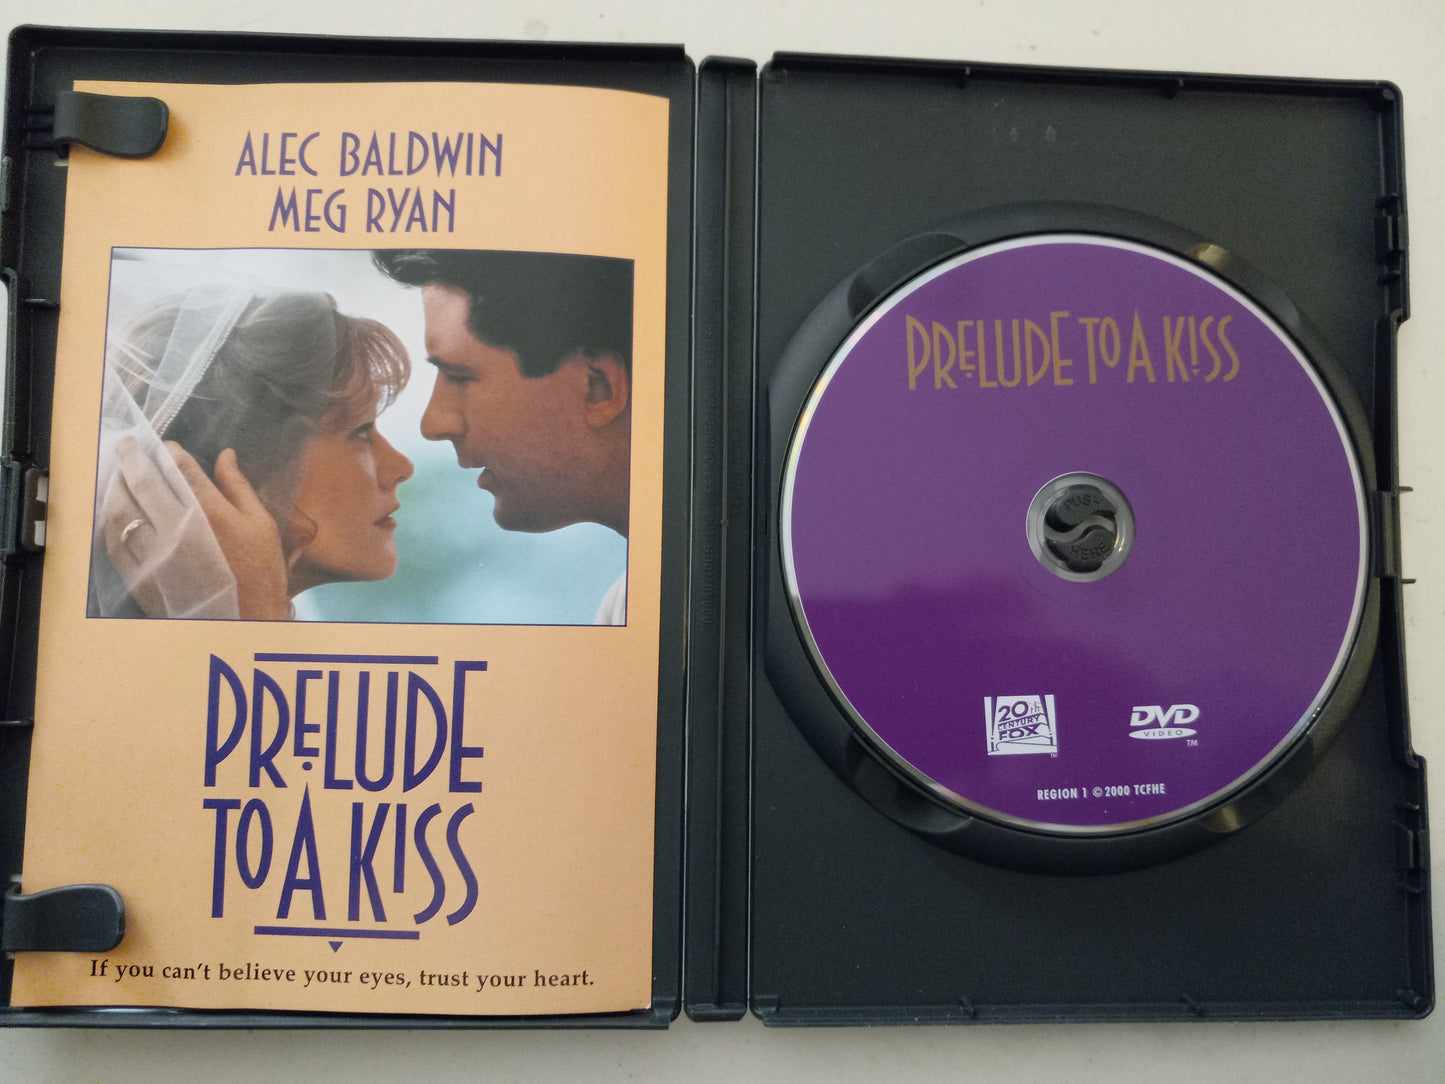 ALEC BALDWIN
MEG RYAN
PRELUDE
TO A KISS
If you can't believe your eyes, trust your heart.
PRELUDE TO A KISS
PUSH
HERE
20th
CENTURY
FOX
TM
DVD
VIDEO
TM
REGION 1 © 2000 TCFHE